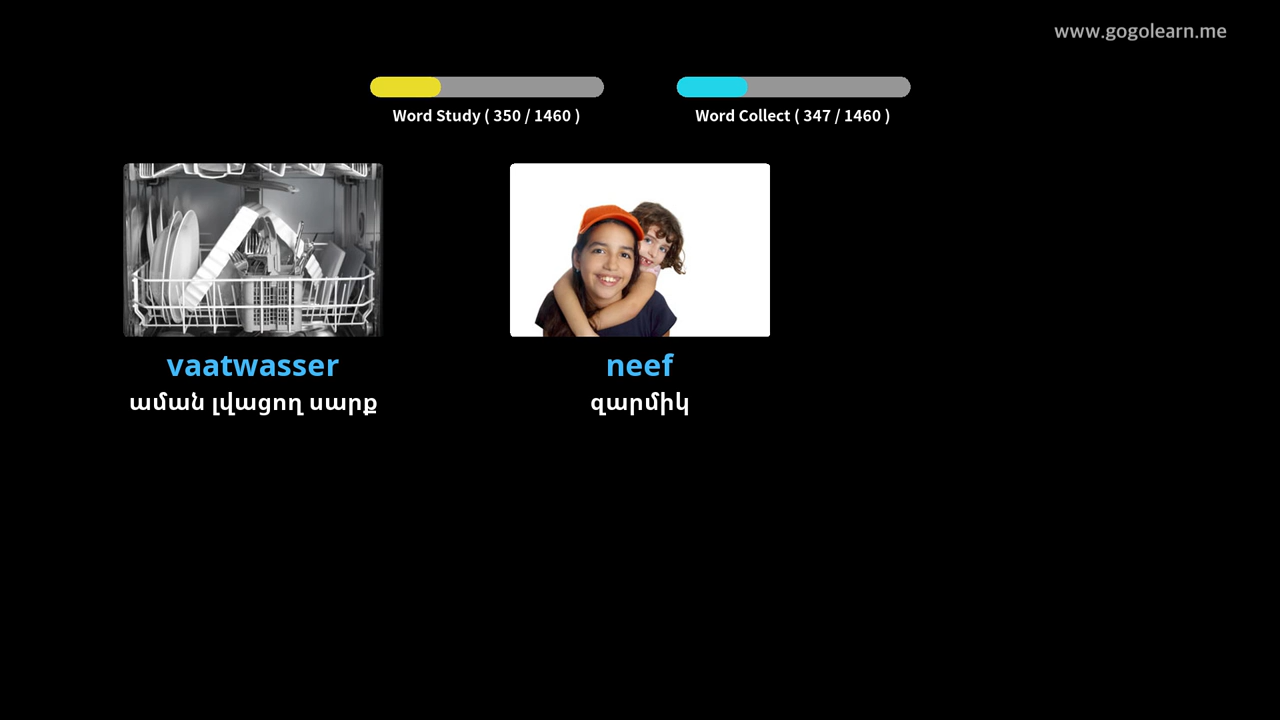 www.gogolearn.me
Word Study ( 350 / 1460 )
Word Collect ( 347 / 1460 )
vaatwasser
աման լվացող սարք
neef
զարմիկ